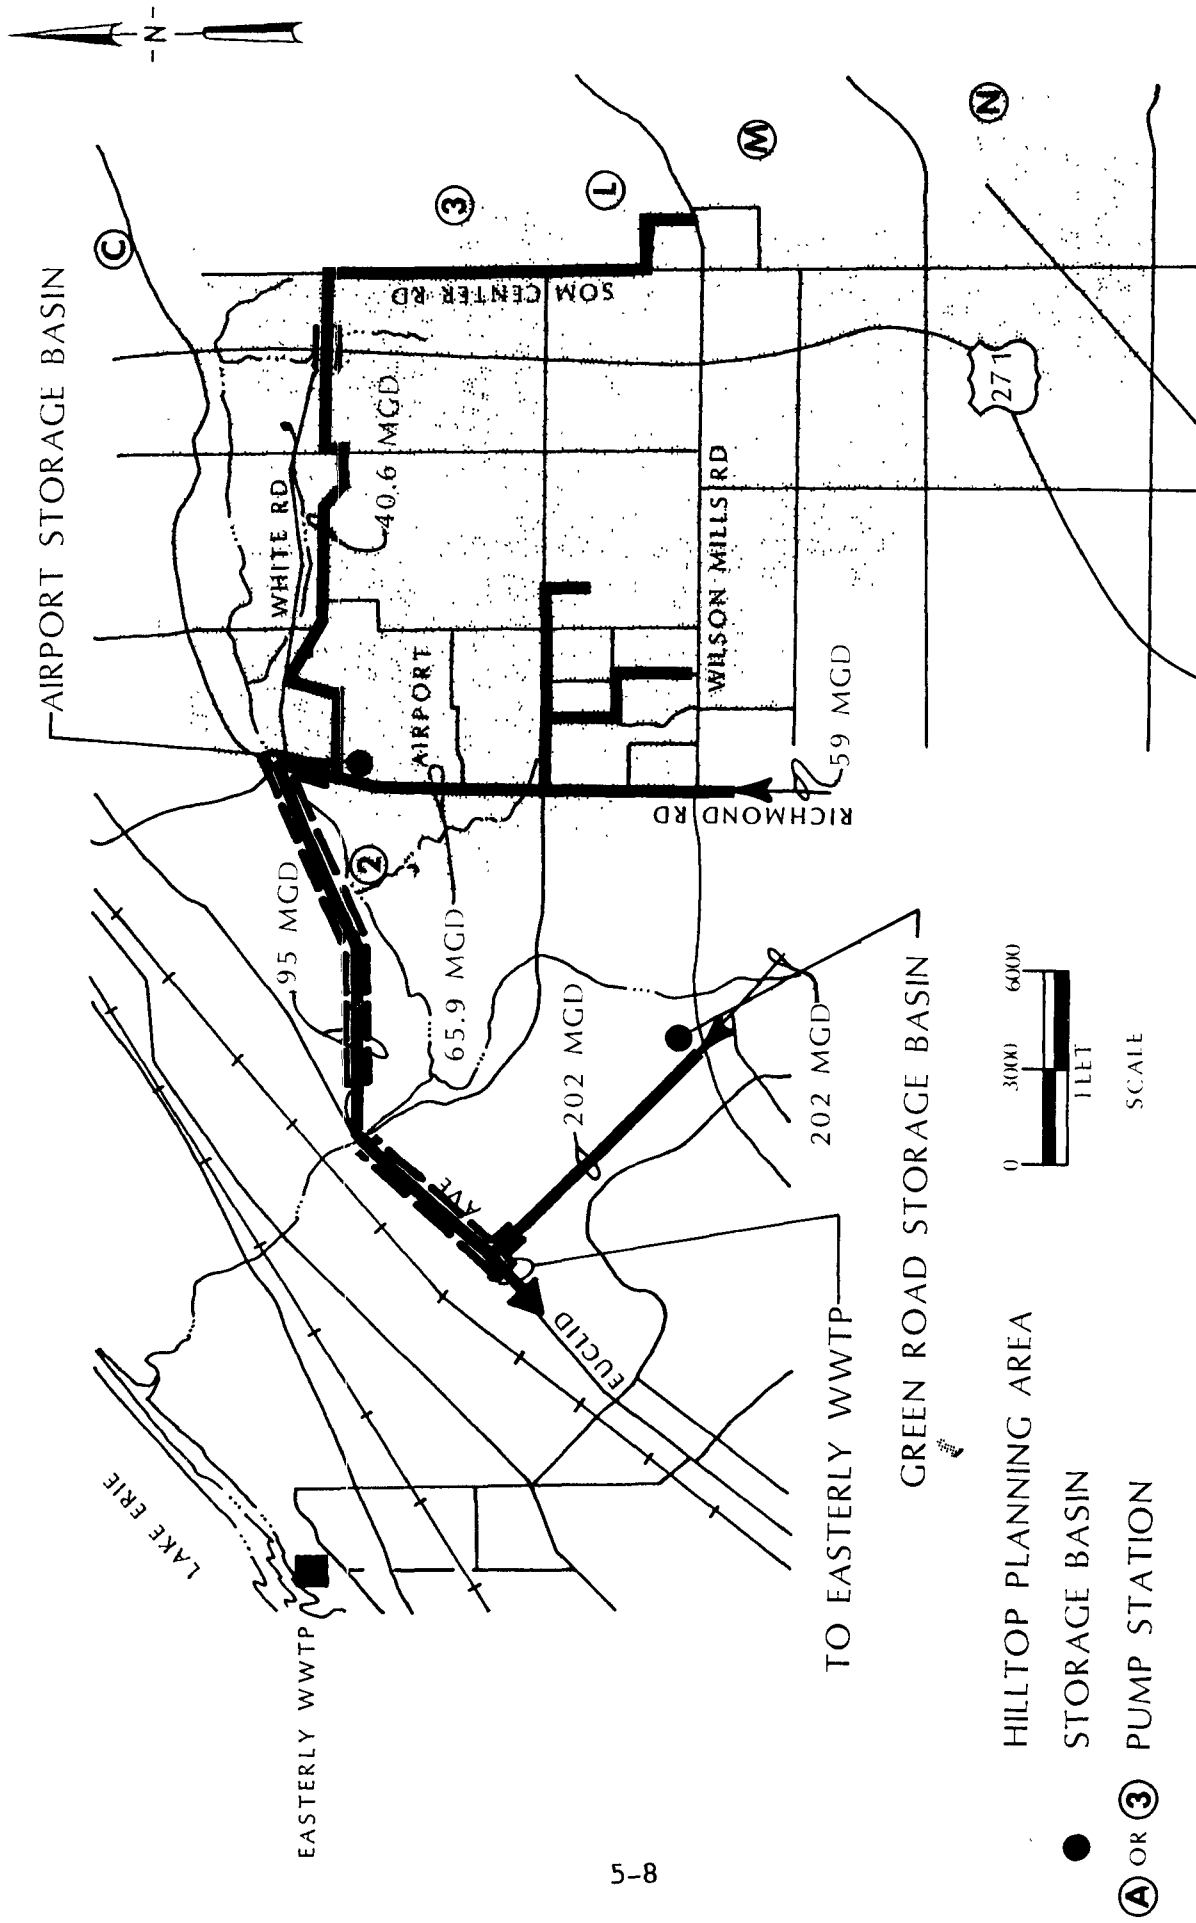 -N-
AIRPORT STORAGE BASIN
C
3
L
M
N
SOM CENTER RD
WHITE RD
40.6 MGD
271
AIRPORT
WILSON MILLS RD
59 MGD
RICHMOND RD
2
95 MGD
65.9 MGD
202 MGD
202 MGD
AVE
EUCLID
LAKE ERIE
EASTERLY WWTP
TO EASTERLY WWTP
GREEN ROAD STORAGE BASIN
0 3000 6000
SCALE
HILLTOP PLANNING AREA
STORAGE BASIN
A OR 3 PUMP STATION
5-8